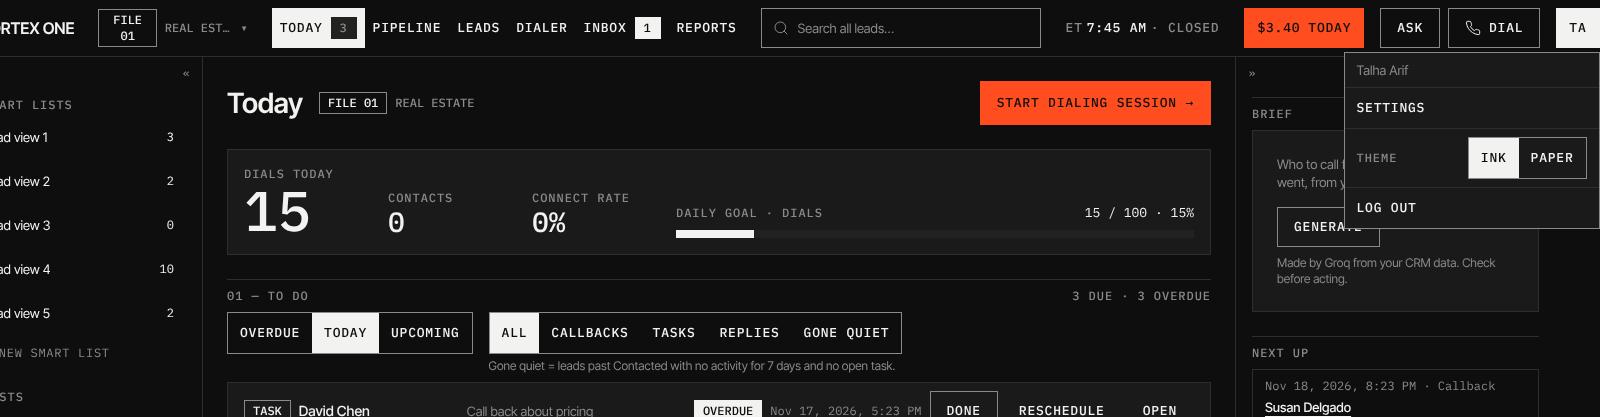 RTEX ONE
FILE 01
REAL EST…
TODAY 3
PIPELINE
LEADS
DIALER
INBOX 1
REPORTS
Search all leads...
ET 7:45 AM · CLOSED
$3.40 TODAY
ASK
DIAL
TA
«
ART LISTS
ad view 1 3
ad view 2 2
ad view 3 0
ad view 4 10
ad view 5 2
NEW SMART LIST
STS
Today
FILE 01
REAL ESTATE
START DIALING SESSION →
DIALS TODAY
15
CONTACTS
0
CONNECT RATE
0%
DAILY GOAL · DIALS
15 / 100 · 15%
01 — TO DO
3 DUE · 3 OVERDUE
OVERDUE TODAY UPCOMING
ALL CALLBACKS TASKS REPLIES GONE QUIET
Gone quiet = leads past Contacted with no activity for 7 days and no open task.
TASK David Chen Call back about pricing OVERDUE Nov 17, 2026, 5:23 PM DONE RESCHEDULE OPEN
»
Talha Arif
SETTINGS
THEME INK PAPER
LOG OUT
BRIEF
Who to call
went, from y
GENERATE
Made by Groq from your CRM data. Check
before acting.
NEXT UP
Nov 18, 2026, 8:23 PM · Callback
Susan Delgado